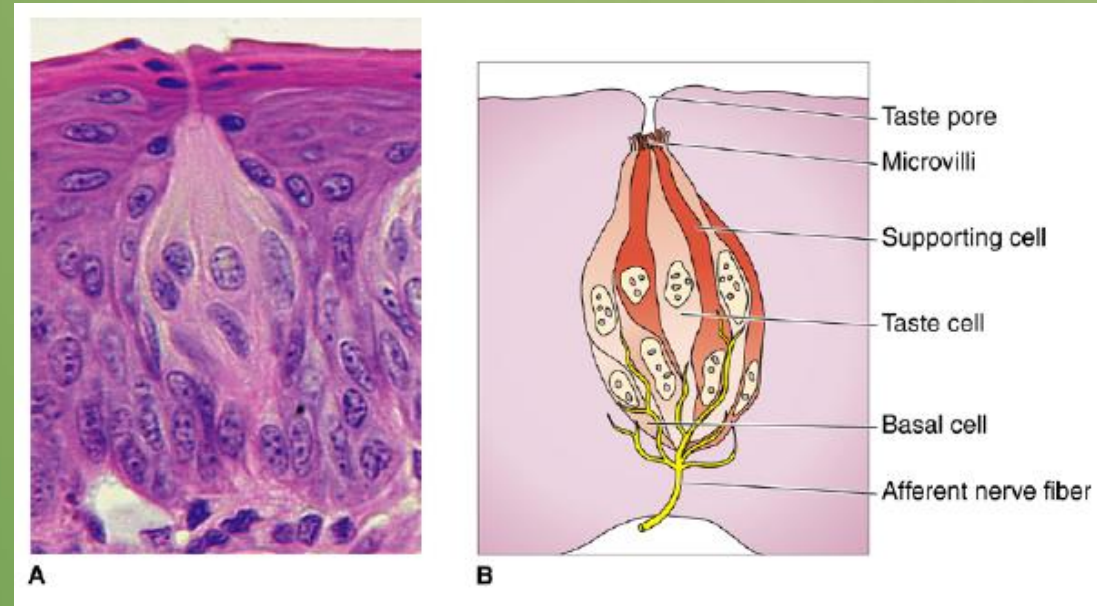 Taste pore
Microvilli
Supporting cell
Taste cell
Basal cell
Afferent nerve fiber
A
B